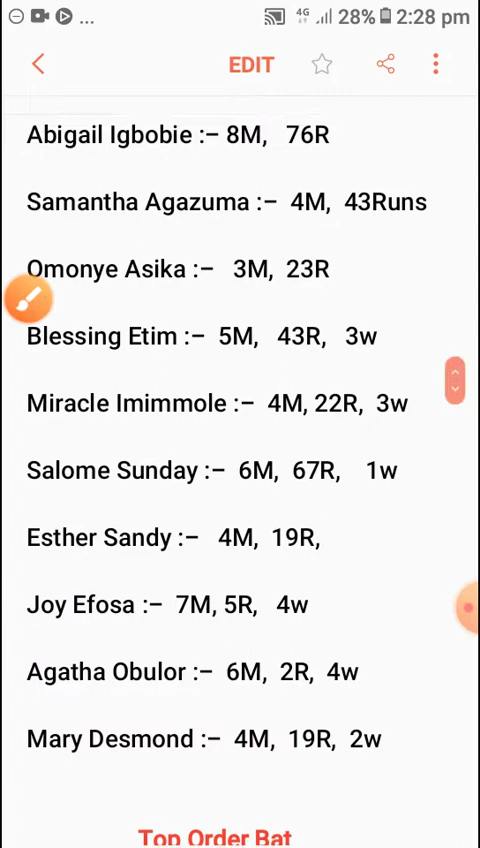 ... 4G 28% 2:28 pm
EDIT
Abigail Igbobie :– 8M, 76R
Samantha Agazuma :– 4M, 43Runs
Omonye Asika :– 3M, 23R
Blessing Etim :– 5M, 43R, 3w
Miracle Imimmole :– 4M, 22R, 3w
Salome Sunday :– 6M, 67R, 1w
Esther Sandy :– 4M, 19R,
Joy Efosa :– 7M, 5R, 4w
Agatha Obulor :– 6M, 2R, 4w
Mary Desmond :– 4M, 19R, 2w
Top Order Bat